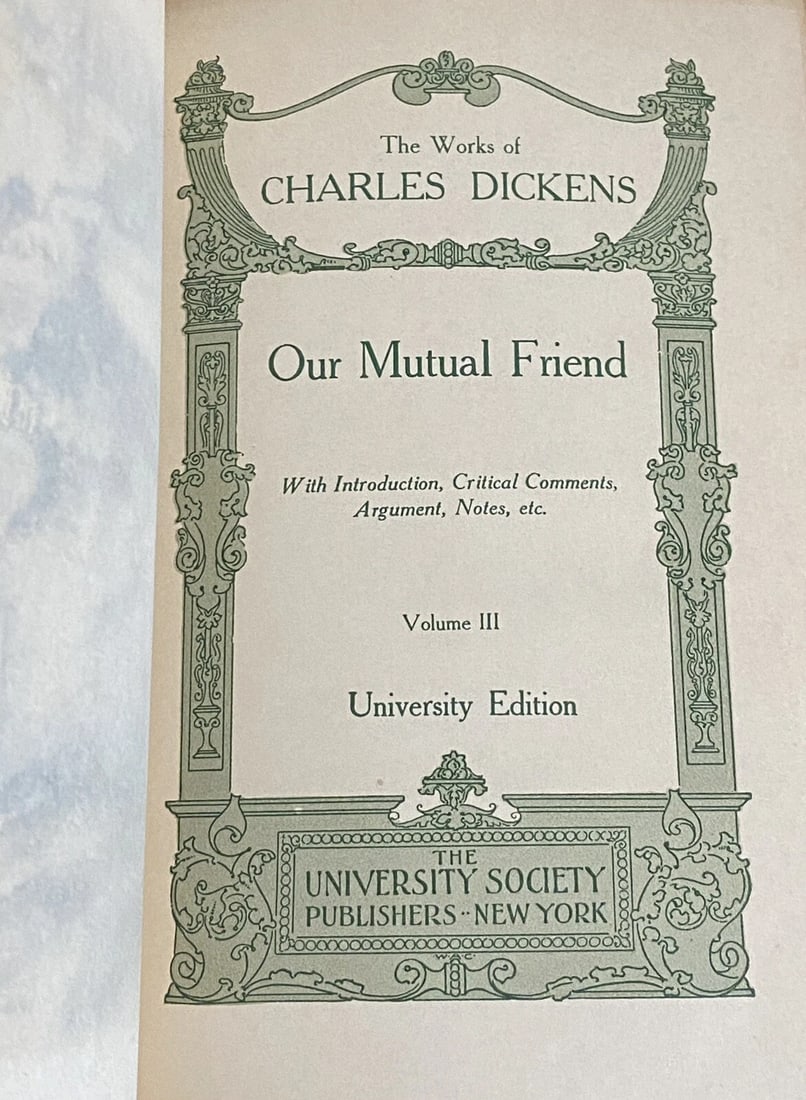 The Works of
CHARLES DICKENS
Our Mutual Friend
With Introduction, Critical Comments,
Argument, Notes, etc.
Volume III
University Edition
THE
UNIVERSITY SOCIETY
PUBLISHERS·· NEW YORK